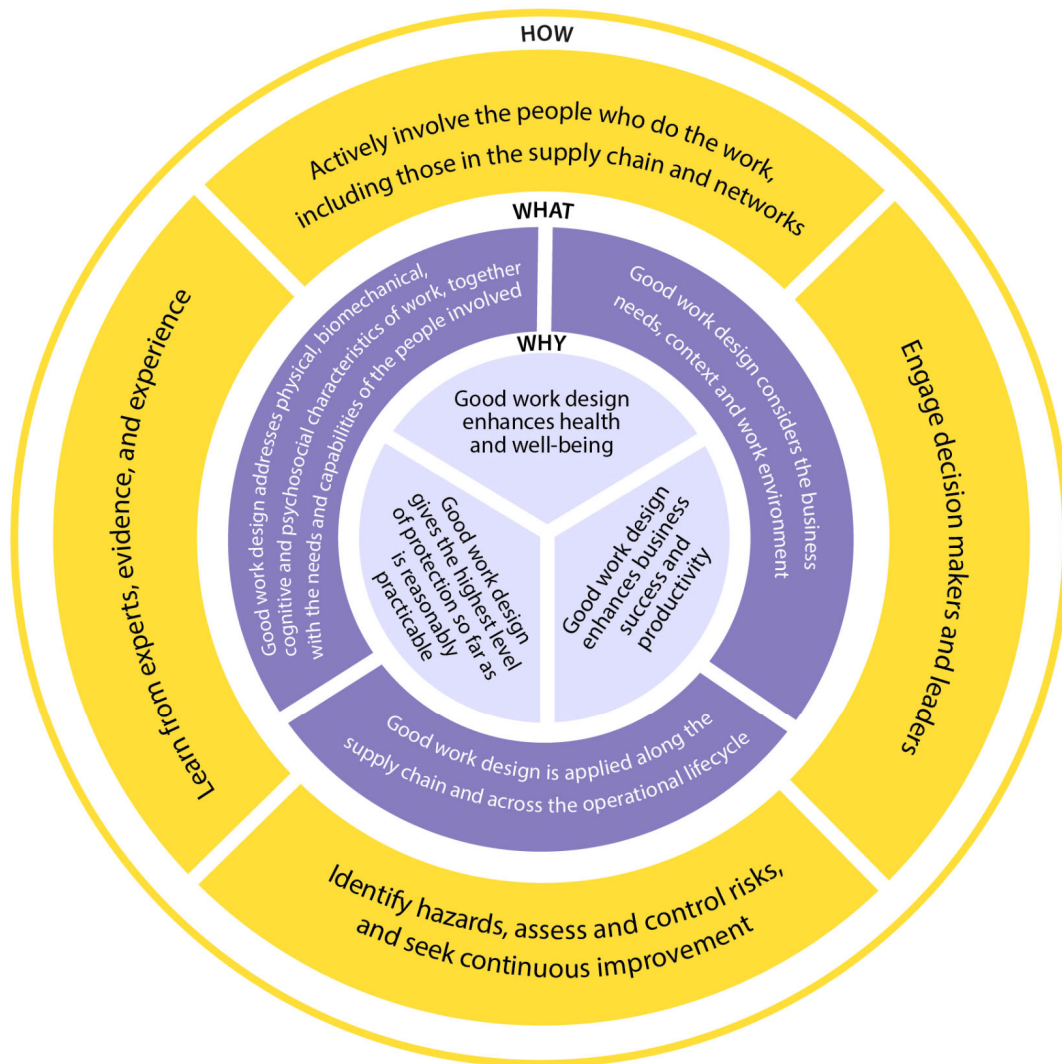 HOW
Actively involve the people who do the work,
including those in the supply chain and networks
Engage decision makers and leaders
Identify hazards, assess and control risks,
and seek continuous improvement
Learn from experts, evidence, and experience
WHAT
Good work design addresses physical, biomechanical,
cognitive and psychosocial characteristics of work, together
with the needs and capabilities of the people involved
Good work design considers the business
needs, context and work environment
Good work design is applied along the
supply chain and across the operational lifecycle
WHY
Good work design
enhances health
and well-being
Good work design
enhances business
success and
productivity
Good work design
gives the highest level
of protection so far as
is reasonably
practicable